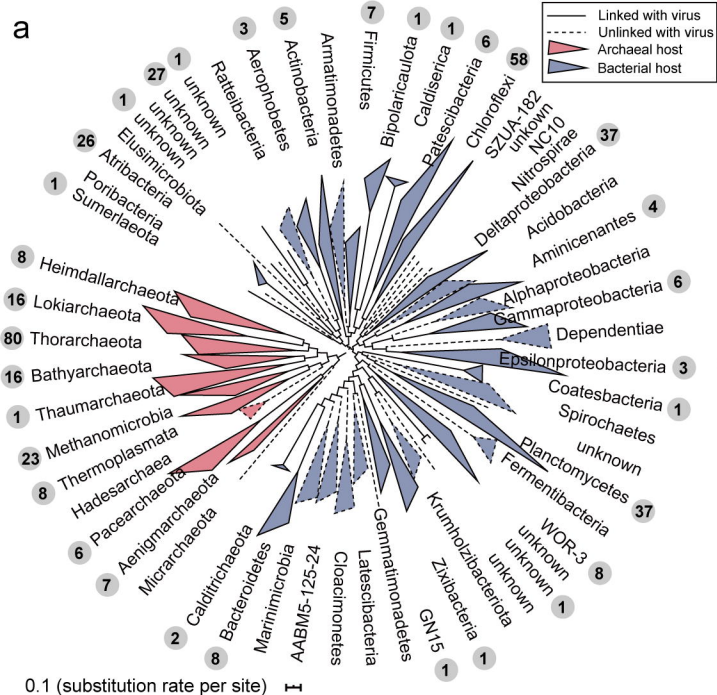 a
Linked with virus
Unlinked with virus
Archaeal host
Bacterial host
1
Sumerlaeota
Poribacteria
26
Atribacteria
Elusimicrobiota
1
unknown
unknown
27
unknown
unknown
1
unknown
Ratteibacteria
3
Aerophobetes
5
Actinobacteria
Armatimonadetes
7
Firmicutes
1
Bipolaricaulota
1
Caldiserica
6
Patescibacteria
58
Chloroflexi
SZUA-182
unkown
NC10
Nitrospirae
37
Deltaproteobacteria
Acidobacteria
4
Aminicenantes
Alphaproteobacteria
Gammaproteobacteria
6
Dependentiae
Epsilonproteobacteria
3
Coatesbacteria
1
Spirochaetes
unknown
Planctomycetes
37
Fermentibacteria
WOR-3
8
unknown
unknown
1
unknown
Krumholzibacteriota
Zixibacteria
1
GN15
1
Gemmatimonadetes
Latescibacteria
Cloacimonetes
AABM5-125-24
Marinimicrobia
Bacteroidetes
8
Calditrichaeota
2
Micrarchaeota
Aenigmarchaeota
7
Pacearchaeota
6
Hadesarchaea
Thermoplasmata
8
Methanomicrobia
23
Thaumarchaeota
1
Bathyarchaeota
16
Thorarchaeota
80
Lokiarchaeota
16
Heimdallarchaeota
8
0.1 (substitution rate per site)